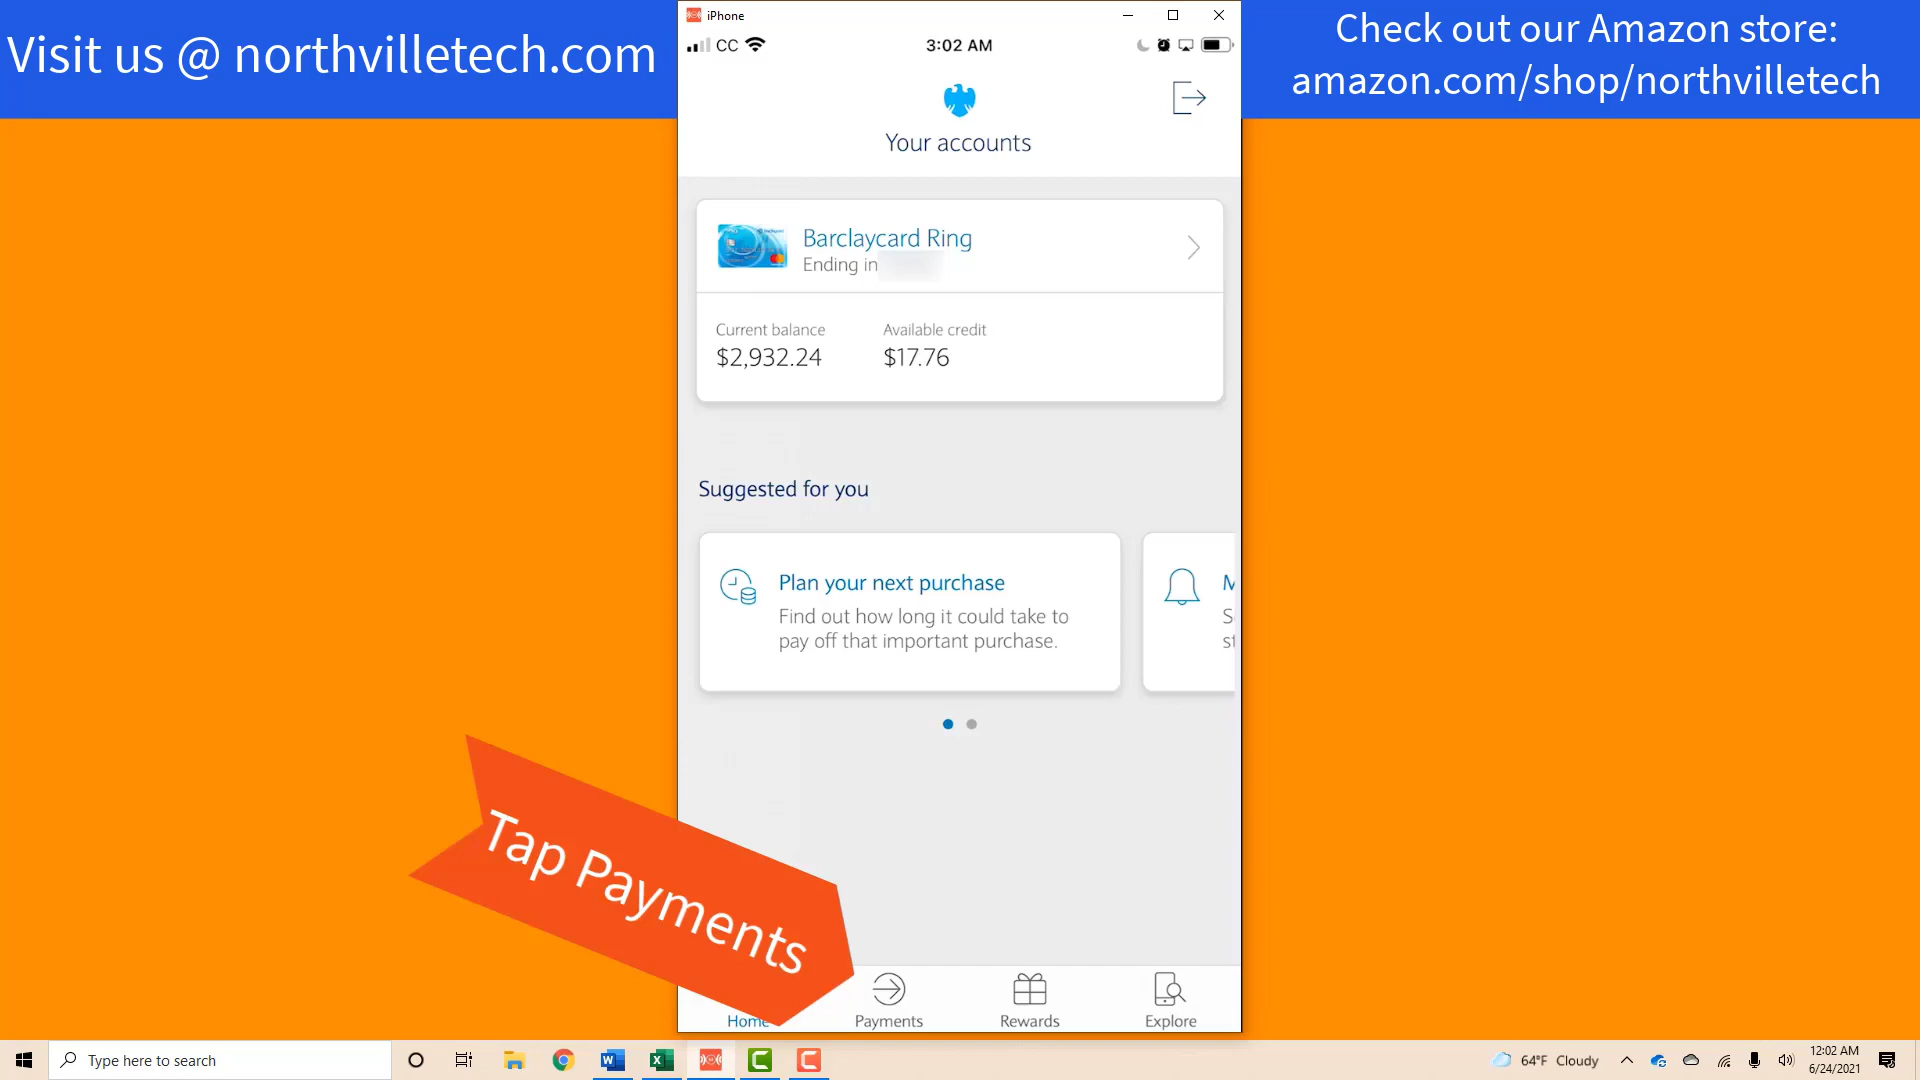 Visit us @ northvilletech.com
iPhone
Check out our Amazon store:
amazon.com/shop/northvilletech
CC
3:02 AM
Your accounts
Barclaycard Ring
Ending in
Current balance
Available credit
$2,932.24
$17.76
Suggested for you
Plan your next purchase
Find out how long it could take to
pay off that important purchase.
M
S
st
Tap Payments
Home
Payments
Rewards
Explore
Type here to search
64°F Cloudy
12:02 AM
6/24/2021